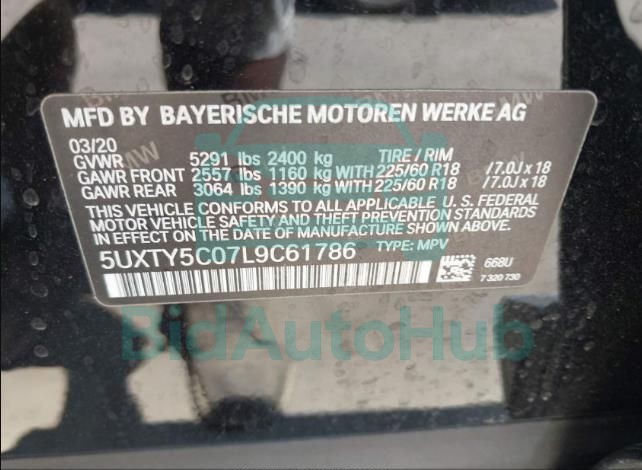 MFD BY BAYERISCHE MOTOREN WERKE AG
03/20
GVWR 5291 lbs 2400 kg TIRE / RIM
GAWR FRONT 2557 lbs 1160 kg WITH 225/60 R18 /7.0J x 18
GAWR REAR 3064 lbs 1390 kg WITH 225/60 R18 /7.0J x 18
THIS VEHICLE CONFORMS TO ALL APPLICABLE, U. S. FEDERAL
MOTOR VEHICLE SAFETY AND THEFT PREVENTION STANDARDS
IN EFFECT ON DATE OF MANUFACTURE SHOWN ABOVE.
5UXTY5C07L9C61786 TYPE: MPV
668U
7 320 730
BidAutoHub